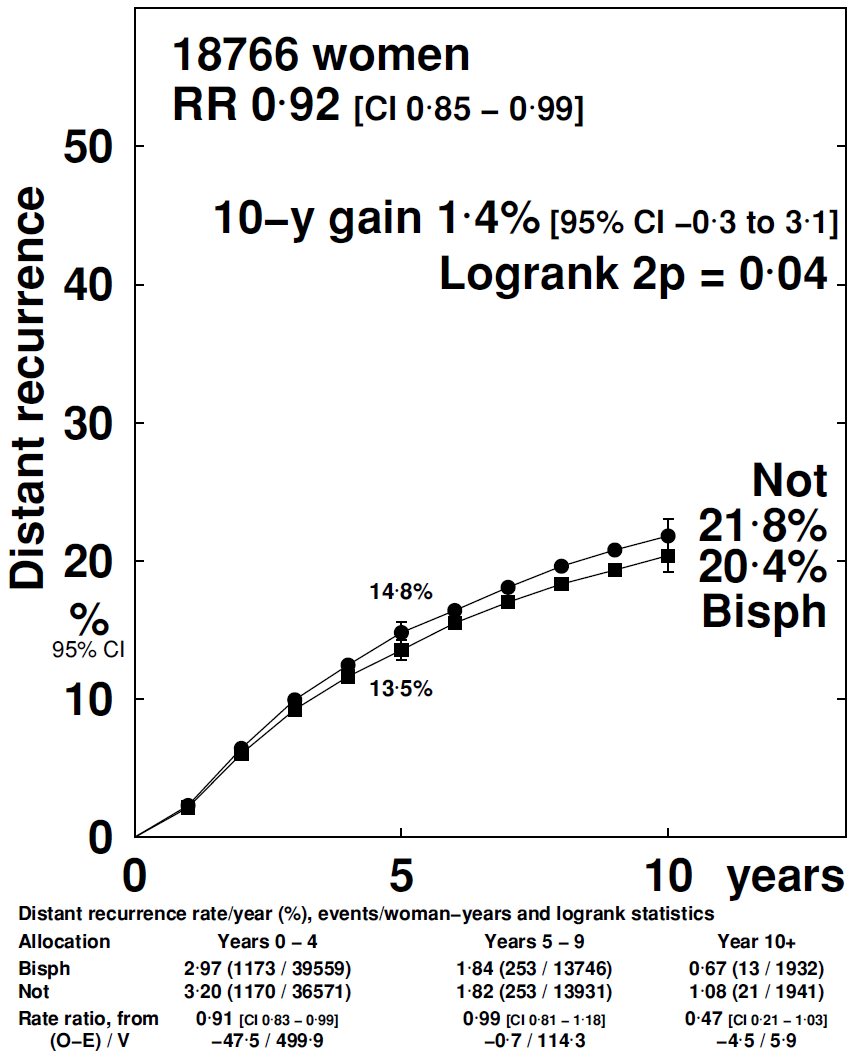 18766 women
RR 0·92 [CI 0·85 – 0·99]
50
10–y gain 1·4% [95% CI –0·3 to 3·1]
Logrank 2p = 0·04
40
Distant recurrence
30
Not
21·8%
20
20·4%
14·8%
%
Bisph
95% CI
13·5%
10
0
0 5 10 years
Distant recurrence rate/year (%), events/woman–years and logrank statistics
Allocation Years 0 – 4 Years 5 – 9 Year 10+
Bisph 2·97 (1173 / 39559) 1·84 (253 / 13746) 0·67 (13 / 1932)
Not 3·20 (1170 / 36571) 1·82 (253 / 13931) 1·08 (21 / 1941)
Rate ratio, from 0·91 [CI 0·83 – 0·99] 0·99 [CI 0·81 – 1·18] 0·47 [CI 0·21 – 1·03]
(O–E) / V –47·5 / 499·9 –0·7 / 114·3 –4·5 / 5·9